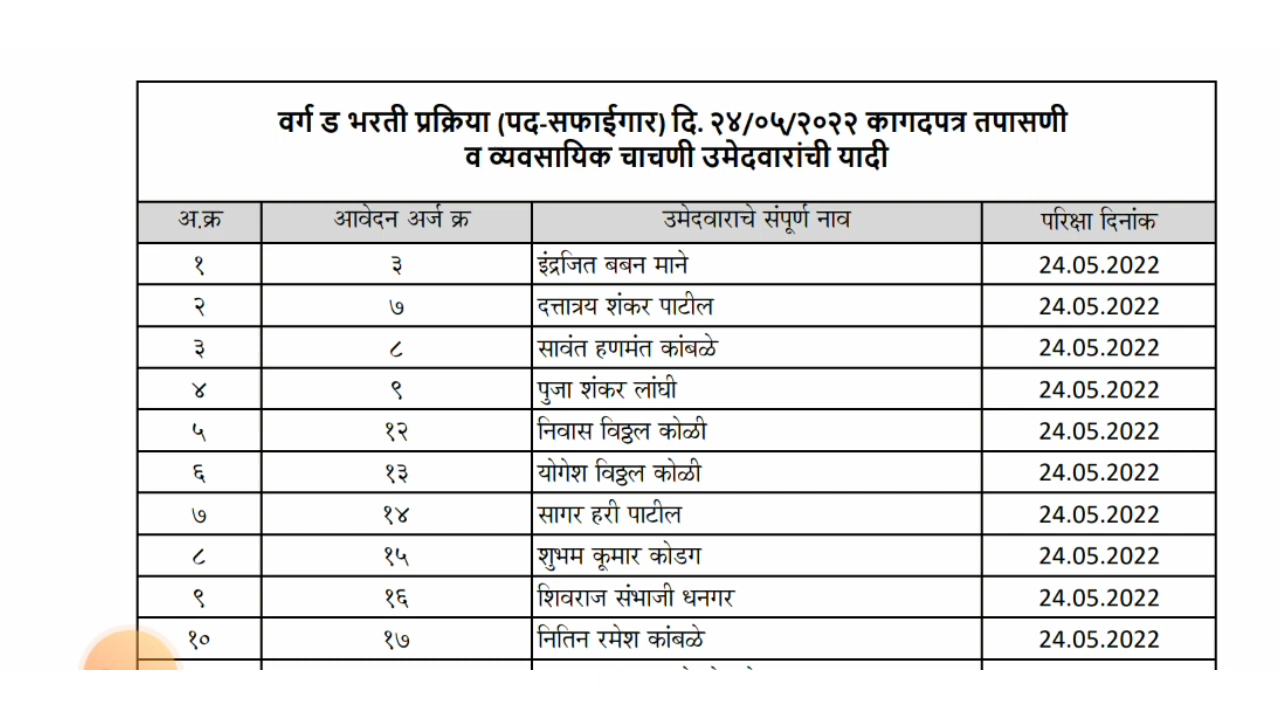 वर्ग ड भरती प्रक्रिया (पद-सफाईगार) दि. २४/०५/२०२२ कागदपत्र तपासणी
व व्यवसायिक चाचणी उमेदवारांची यादी
अ.क्र आवेदन अर्ज क्र उमेदवाराचे संपूर्ण नाव परिक्षा दिनांक
१ ३ इंद्रजित बबन माने 24.05.2022
२ ७ दत्तात्रय शंकर पाटील 24.05.2022
३ ८ सावंत हणमंत कांबळे 24.05.2022
४ ९ पुजा शंकर लांघी 24.05.2022
५ १२ निवास विठ्ठल कोळी 24.05.2022
६ १३ योगेश विठ्ठल कोळी 24.05.2022
७ १४ सागर हरी पाटील 24.05.2022
८ १५ शुभम कूमार कोडग 24.05.2022
९ १६ शिवराज संभाजी धनगर 24.05.2022
१० १७ नितिन रमेश कांबळे 24.05.2022